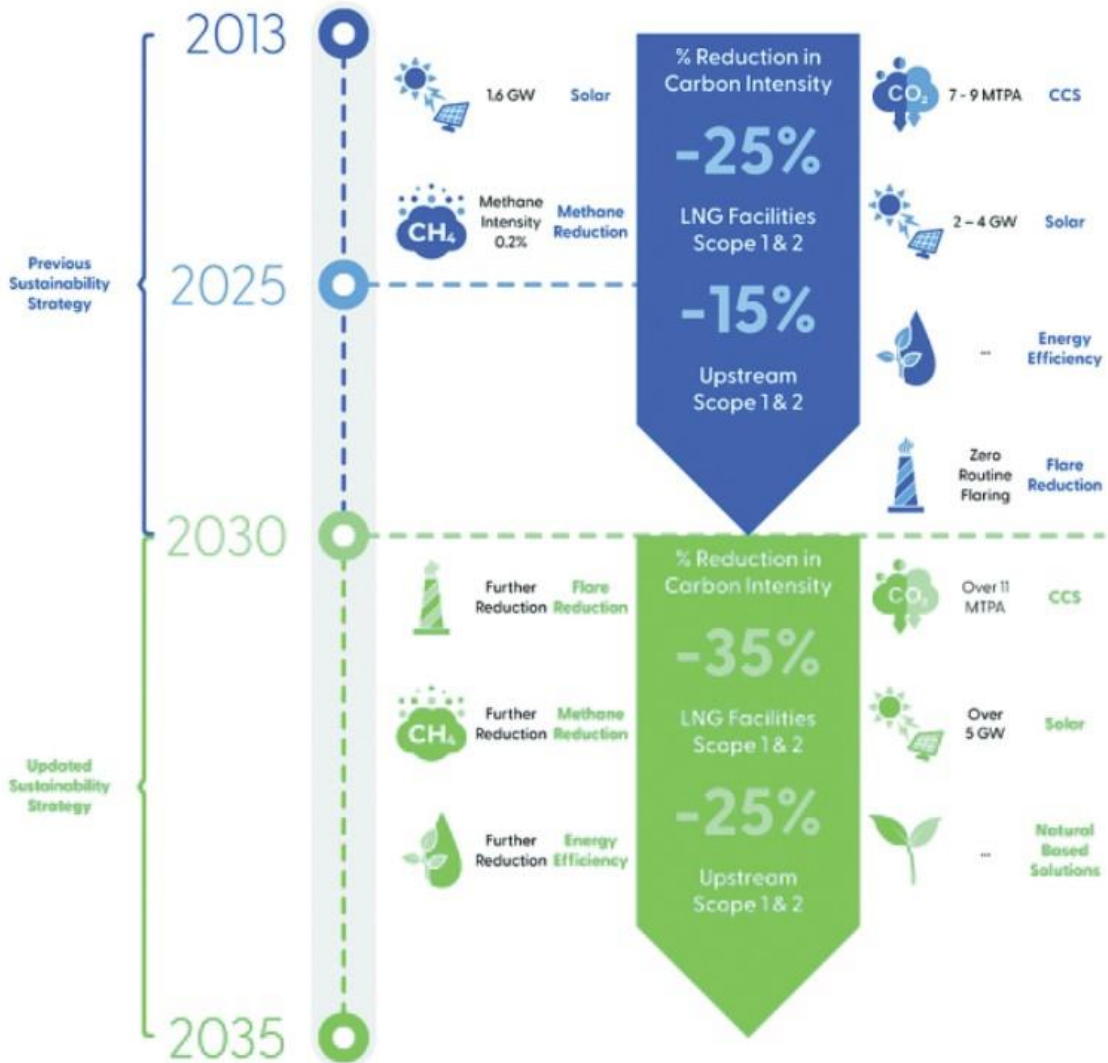 2013
% Reduction in
Carbon Intensity
-25%
LNG Facilities
Scope 1 & 2
-15%
Upstream
Scope 1 & 2
1.6 GW
Solar
CH₄
Methane
Intensity
0.2%
Methane
Reduction
CO₂
7 - 9 MTPA
CCS
2 – 4 GW
Solar
...
Energy
Efficiency
Zero
Routine
Flaring
Flare
Reduction
Previous
Sustainability
Strategy
2025
2030
Further
Reduction
Flare
Reduction
CH₄
Further
Reduction
Methane
Reduction
Further
Reduction
Energy
Efficiency
% Reduction in
Carbon Intensity
-35%
LNG Facilities
Scope 1 & 2
-25%
Upstream
Scope 1 & 2
CO₂
Over 11
MTPA
CCS
Over
5 GW
Solar
...
Natural
Based
Solutions
Updated
Sustainability
Strategy
2035